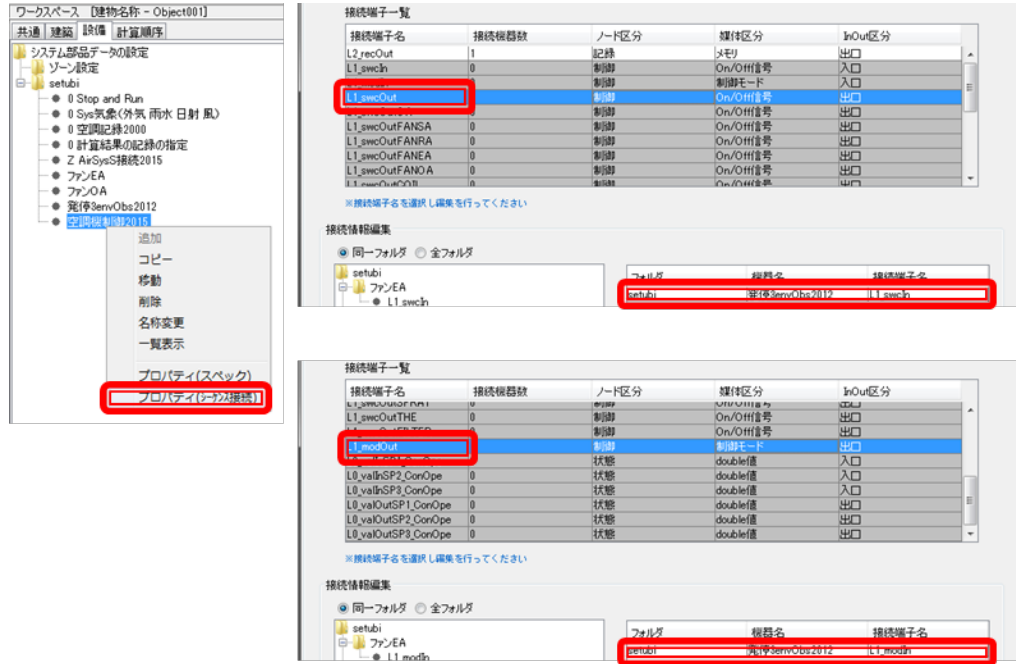 ワークスペース 【建物名称 - Object001】
共通 建築 設備 計算順序
システム部品データの設定
ゾーン設定
setubi
0 Stop and Run
0 Sys気象(外気 雨水 日射 風)
0 空調記録2000
0 計算結果の記録の指定
Z AirSysS接続2015
ファンEA
ファンOA
発停3envObs2012
空調機制御2015
追加
コピー
移動
削除
名称変更
一覧表示
プロパティ(スペック)
プロパティ(シーケンス接続)
接続端子一覧
接続端子名 接続機器数 ノード区分 媒体区分 InOut区分
L2_recOut 1 記録 メモリ 出口
L1_swcIn 0 制御 On/Off信号 入口
0 制御 制御モード 入口
L1_swcOut 制御 On/Off信号 出口
0 制御 On/Off信号 出口
L1_swcOutFANSA 0 制御 On/Off信号 出口
L1_swcOutFANRA 0 制御 On/Off信号 出口
L1_swcOutFANEA 0 制御 On/Off信号 出口
L1_swcOutFANOA 0 制御 On/Off信号 出口
L1_swcOutCOIL 0 制御 On/Off信号 出口
※接続端子名を選択し編集を行ってください
接続情報編集
同一フォルダ 全フォルダ
setubi
ファンEA
L1_swcIn
フォルダ 機器名 接続端子名
setubi 発停3envObs2012 L1_swcIn
接続端子一覧
接続端子名 接続機器数 ノード区分 媒体区分 InOut区分
0 制御 On/Off信号 出口
L1_swcOutTHE 0 制御 On/Off信号 出口
制御 On/Off信号 出口
L1_modOut 制御 制御モード 出口
状態 double値 入口
L0_valInSP2_ConOpe 0 状態 double値 入口
L0_valInSP3_ConOpe 0 状態 double値 入口
L0_valOutSP1_ConOpe 0 状態 double値 出口
L0_valOutSP2_ConOpe 0 状態 double値 出口
L0_valOutSP3_ConOpe 0 状態 double値 出口
※接続端子名を選択し編集を行ってください
接続情報編集
同一フォルダ 全フォルダ
setubi
ファンEA
L1_modIn
フォルダ 機器名 接続端子名
setubi 発停3envObs2012 L1_modIn